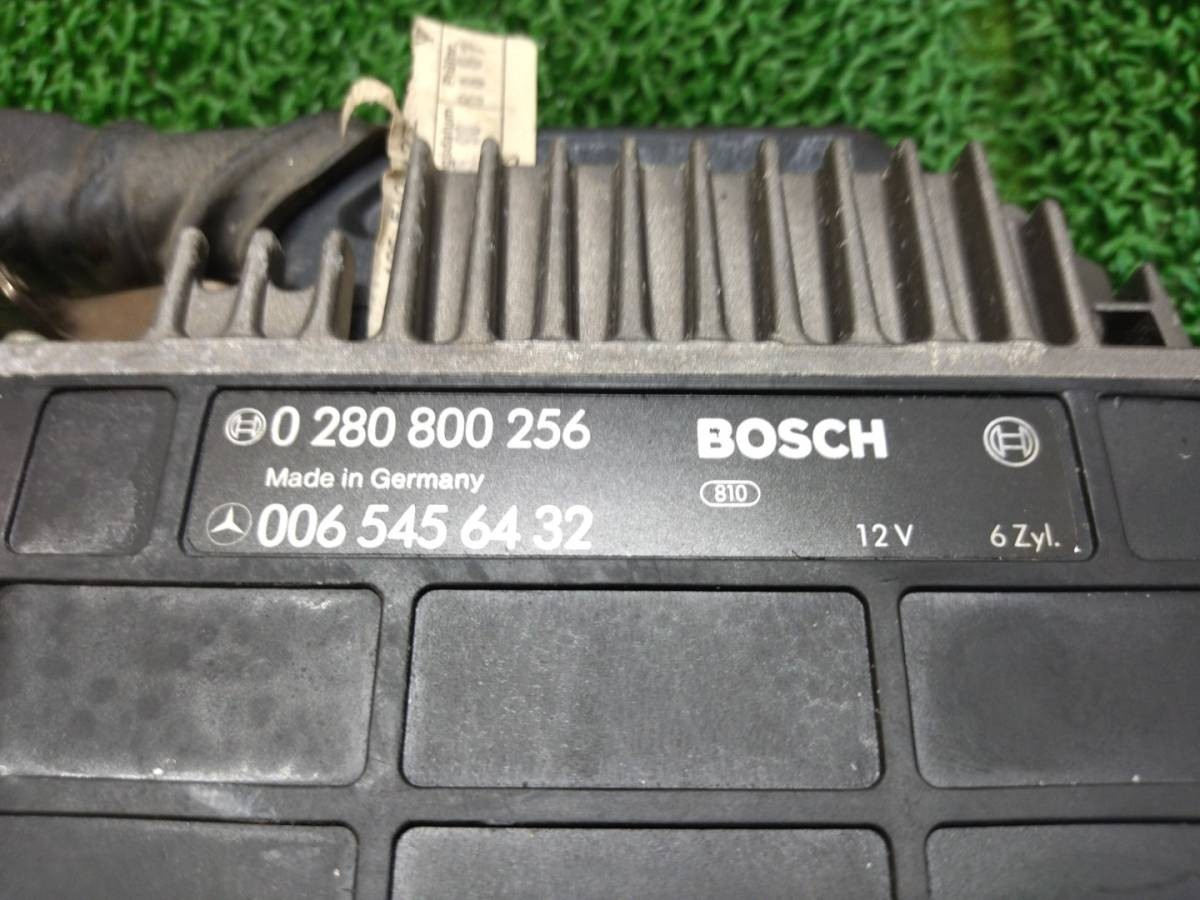 0 280 800 256
BOSCH
Made in Germany
810
006 545 64 32
12 V
6 Zyl.